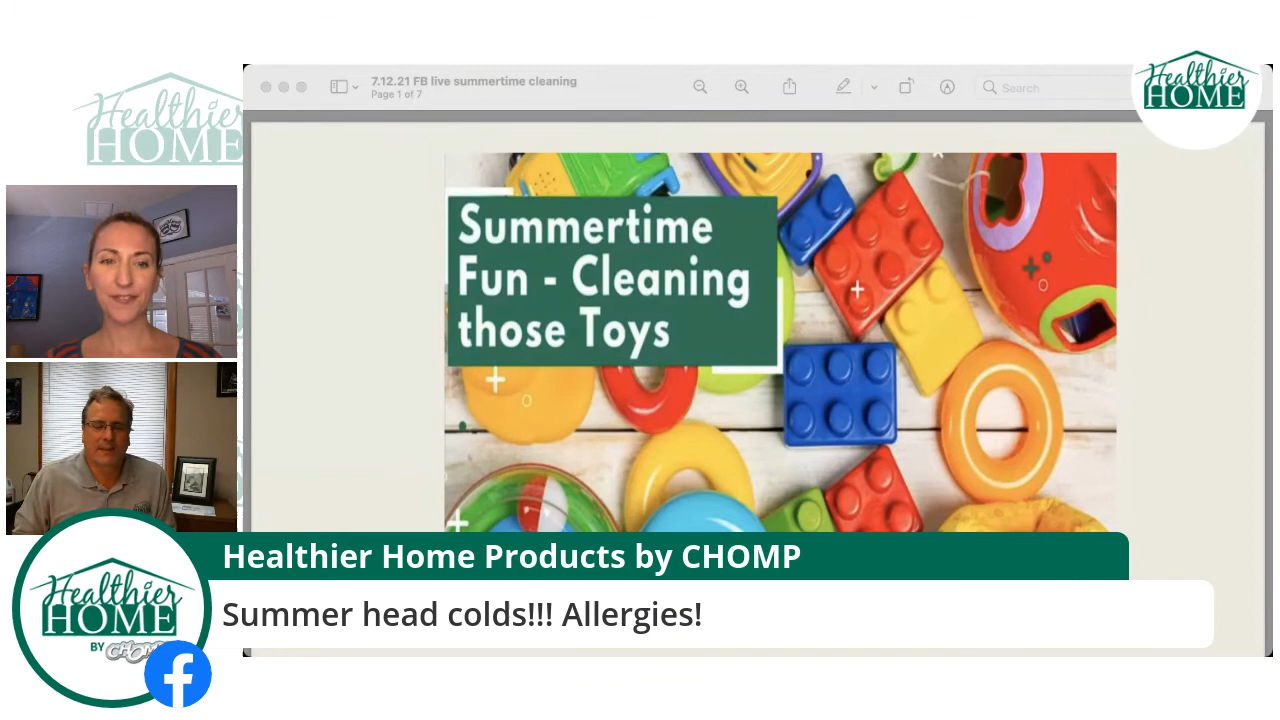 Healthier
HOME
7.12.21 FB live summertime cleaning
Page 1 of 7
Search
Healthier
HOME
Summertime
Fun - Cleaning
those Toys
Healthier Home Products by CHOMP
Summer head colds!!! Allergies!
Healthier
HOME
BY CHOMP